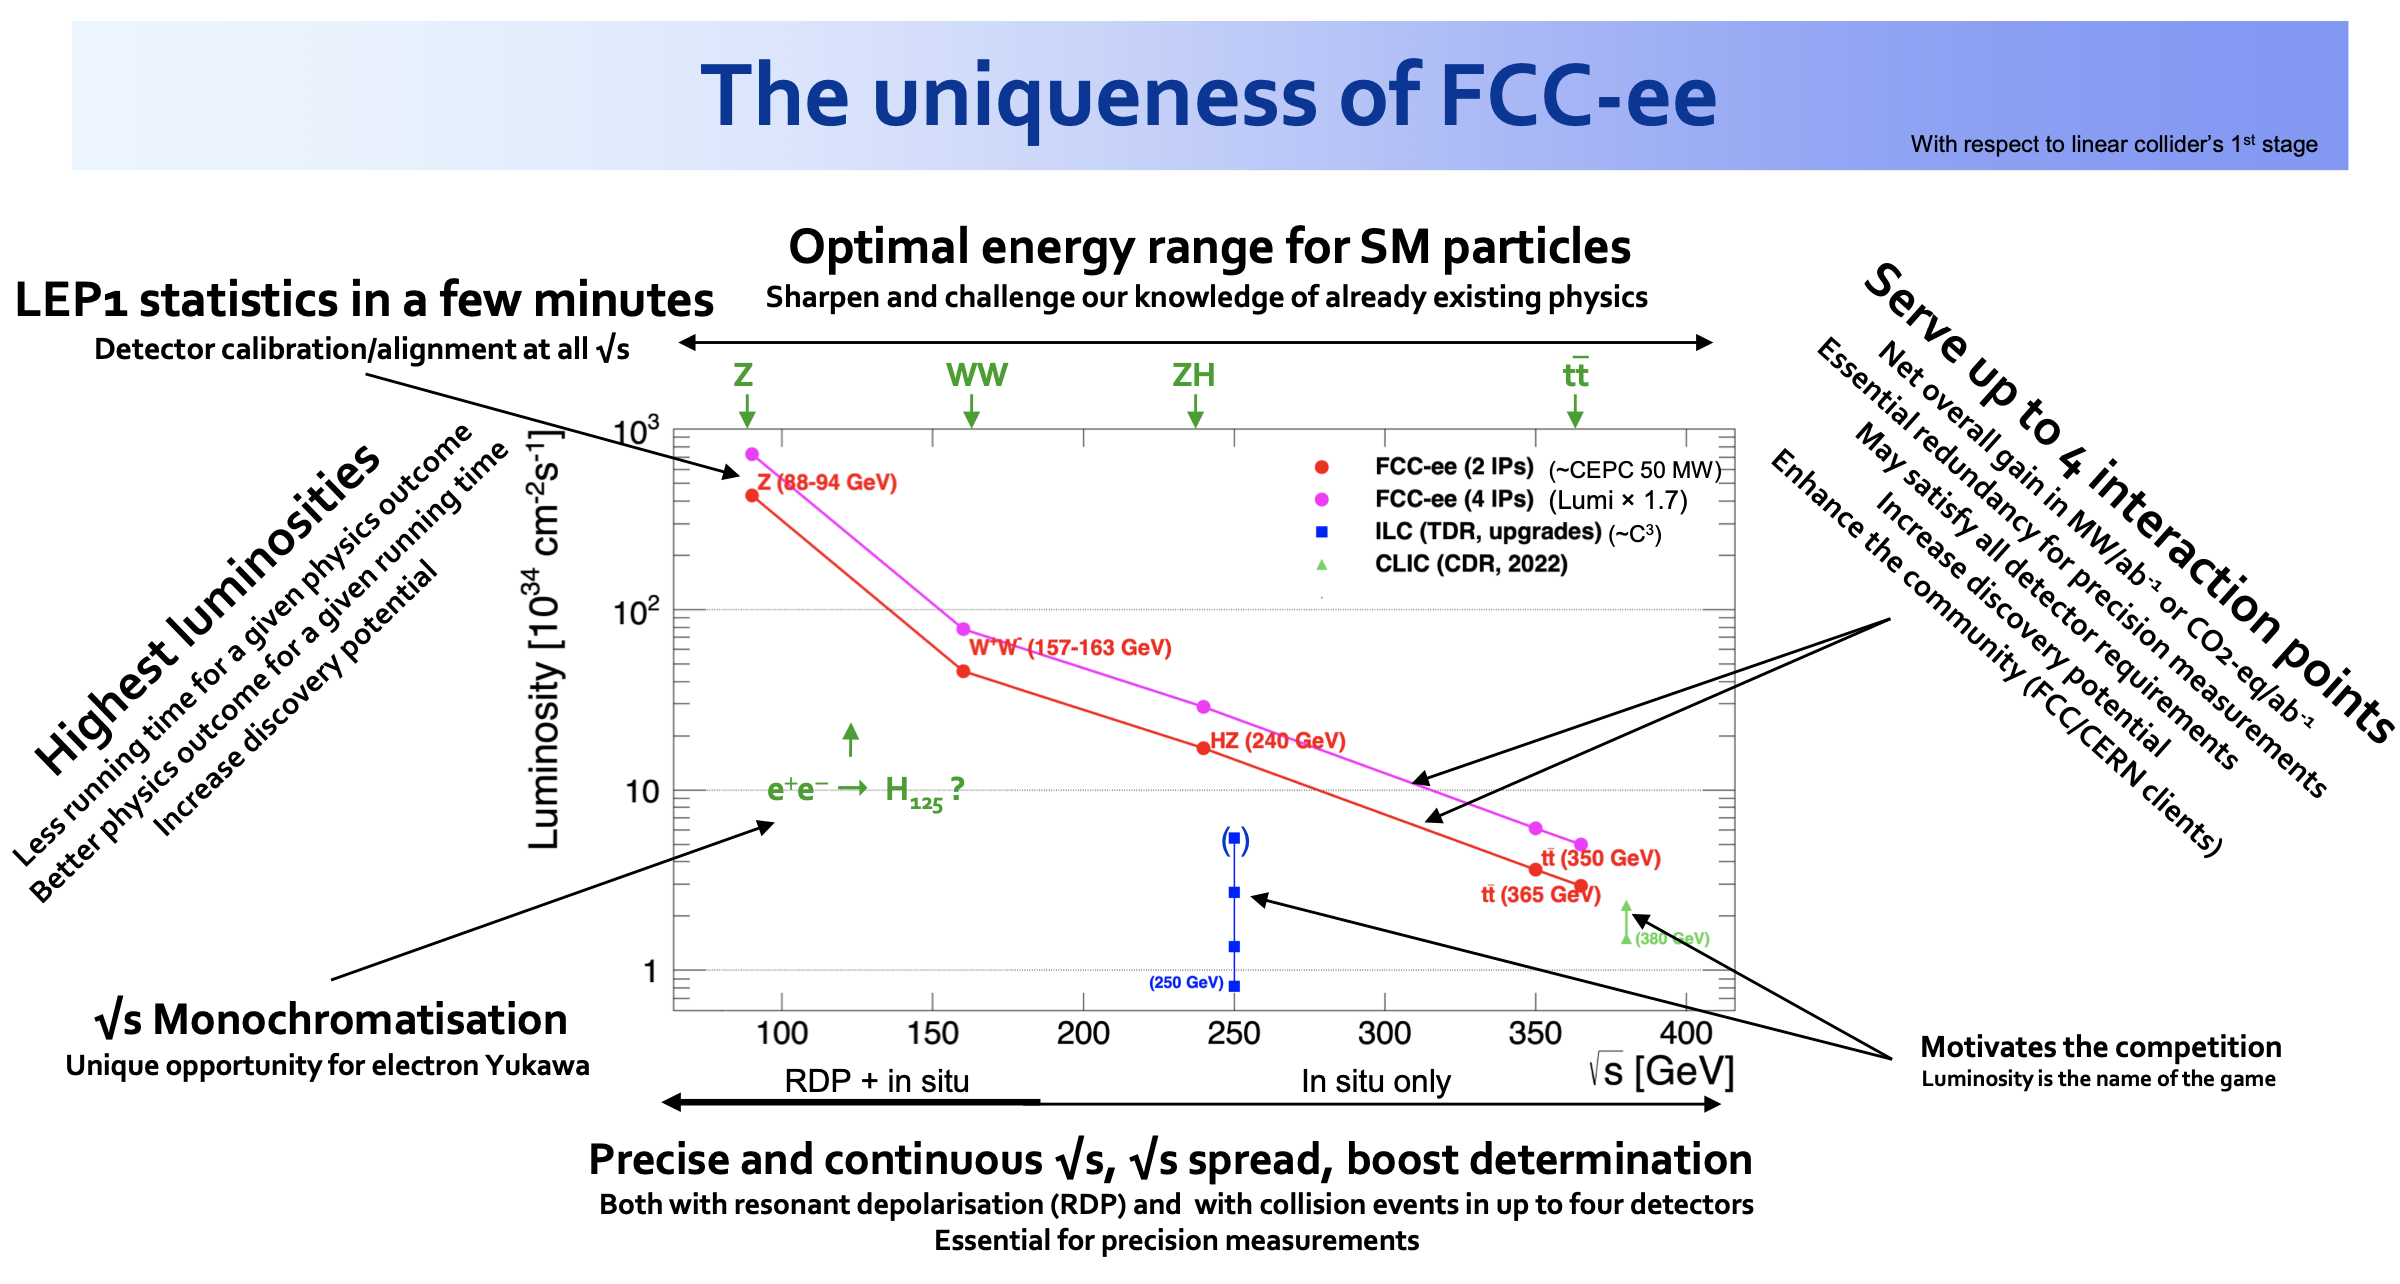 The uniqueness of FCC-ee
With respect to linear collider's 1st stage
Optimal energy range for SM particles
Sharpen and challenge our knowledge of already existing physics
LEP1 statistics in a few minutes
Detector calibration/alignment at all √s
Highest luminosities
Less running time for a given physics outcome
Better physics outcome for a given running time
Increase discovery potential
Serve up to 4 interaction points
Net overall gain in MW/ab-1 or CO2-eq/ab-1
Essential redundancy for precision measurements
May satisfy all detector requirements
Increase discovery potential
Enhance the community (FCC/CERN clients)
Z
WW
ZH
tt̄
Luminosity [10³⁴ cm⁻²s⁻¹]
10³
10²
10
1
Z (88-94 GeV)
W⁺W⁻ (157-163 GeV)
HZ (240 GeV)
tt̄ (350 GeV)
tt̄ (365 GeV)
FCC-ee (2 IPs) (~CEPC 50 MW)
FCC-ee (4 IPs) (Lumi × 1.7)
ILC (TDR, upgrades) (~C³)
CLIC (CDR, 2022)
e⁺e⁻ → H₁₂₅ ?
( )
(250 GeV)
(380 GeV)
100 150 200 250 300 350 400
√s [GeV]
RDP + in situ
In situ only
√s Monochromatisation
Unique opportunity for electron Yukawa
Motivates the competition
Luminosity is the name of the game
Precise and continuous √s, √s spread, boost determination
Both with resonant depolarisation (RDP) and with collision events in up to four detectors
Essential for precision measurements